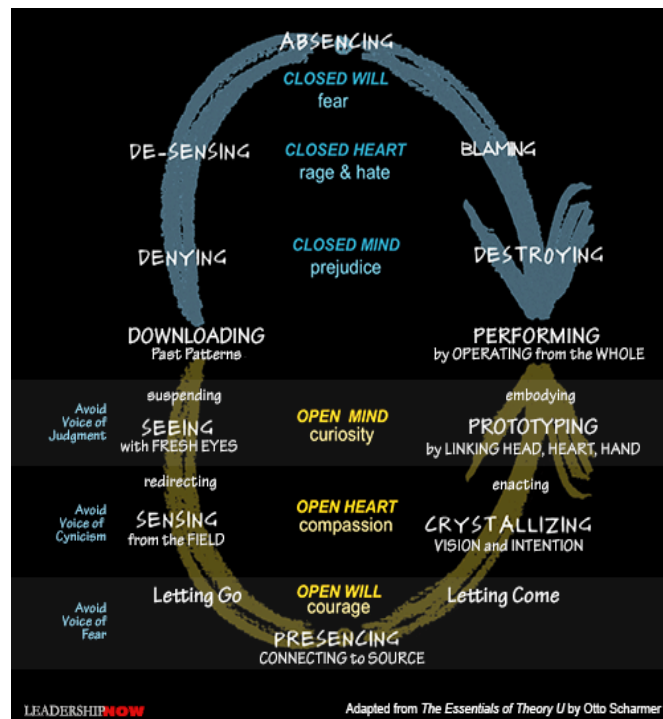 ABSENCING
CLOSED WILL
fear
DE-SENSING
CLOSED HEART
rage & hate
BLAMING
DENYING
CLOSED MIND
prejudice
DESTROYING
DOWNLOADING
Past Patterns
PERFORMING
by OPERATING from the WHOLE
suspending
embodying
Avoid
Voice of
Judgment
SEEING
with FRESH EYES
OPEN MIND
curiosity
PROTOTYPING
by LINKING HEAD, HEART, HAND
redirecting
enacting
Avoid
Voice of
Cynicism
SENSING
from the FIELD
OPEN HEART
compassion
CRYSTALLIZING
VISION and INTENTION
Avoid
Voice of
Fear
Letting Go
OPEN WILL
courage
Letting Come
PRESENCING
CONNECTING to SOURCE
LEADERSHIPNOW
Adapted from The Essentials of Theory U by Otto Scharmer